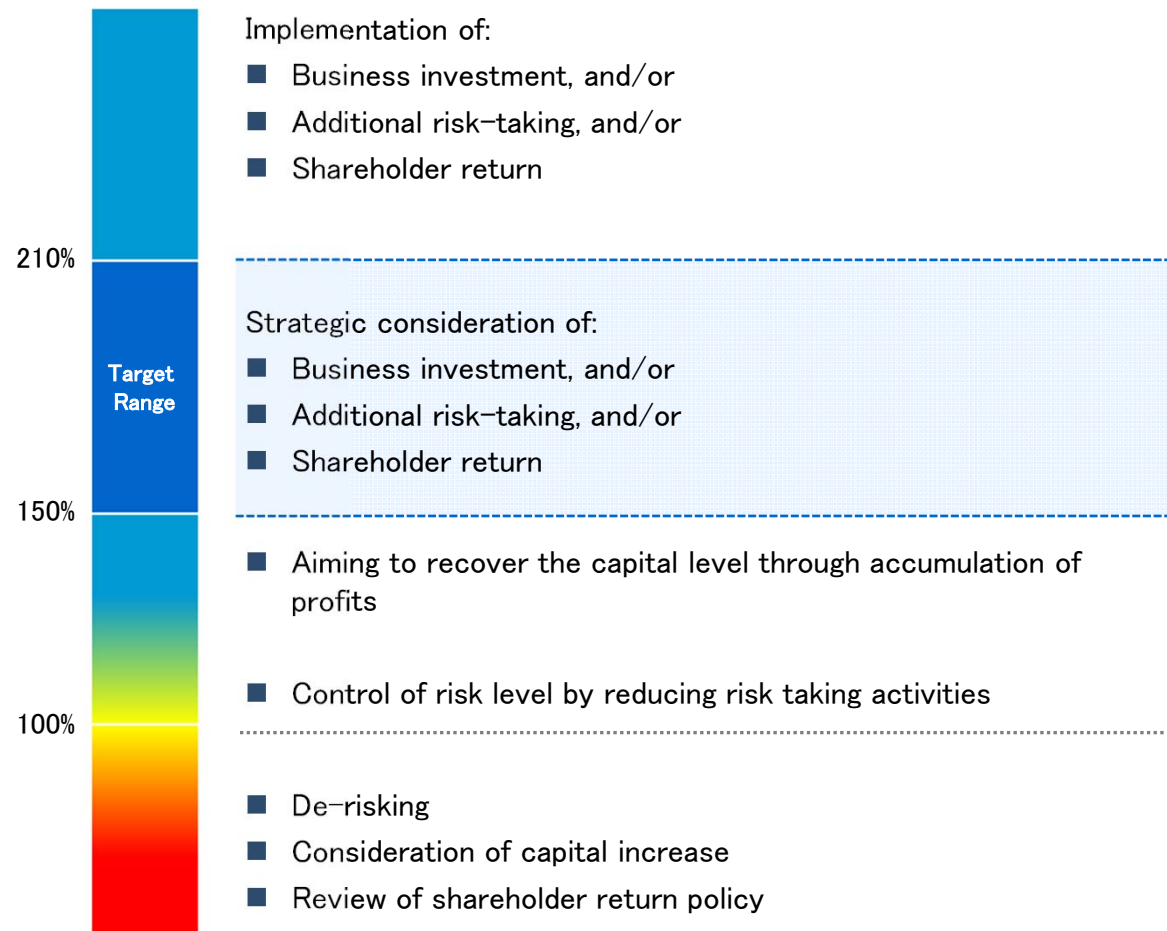 Implementation of:
■ Business investment, and/or
■ Additional risk-taking, and/or
■ Shareholder return
210%
Strategic consideration of:
■ Business investment, and/or
■ Additional risk-taking, and/or
■ Shareholder return
Target
Range
150%
■ Aiming to recover the capital level through accumulation of
profits
■ Control of risk level by reducing risk taking activities
100%
■ De-risking
■ Consideration of capital increase
■ Review of shareholder return policy